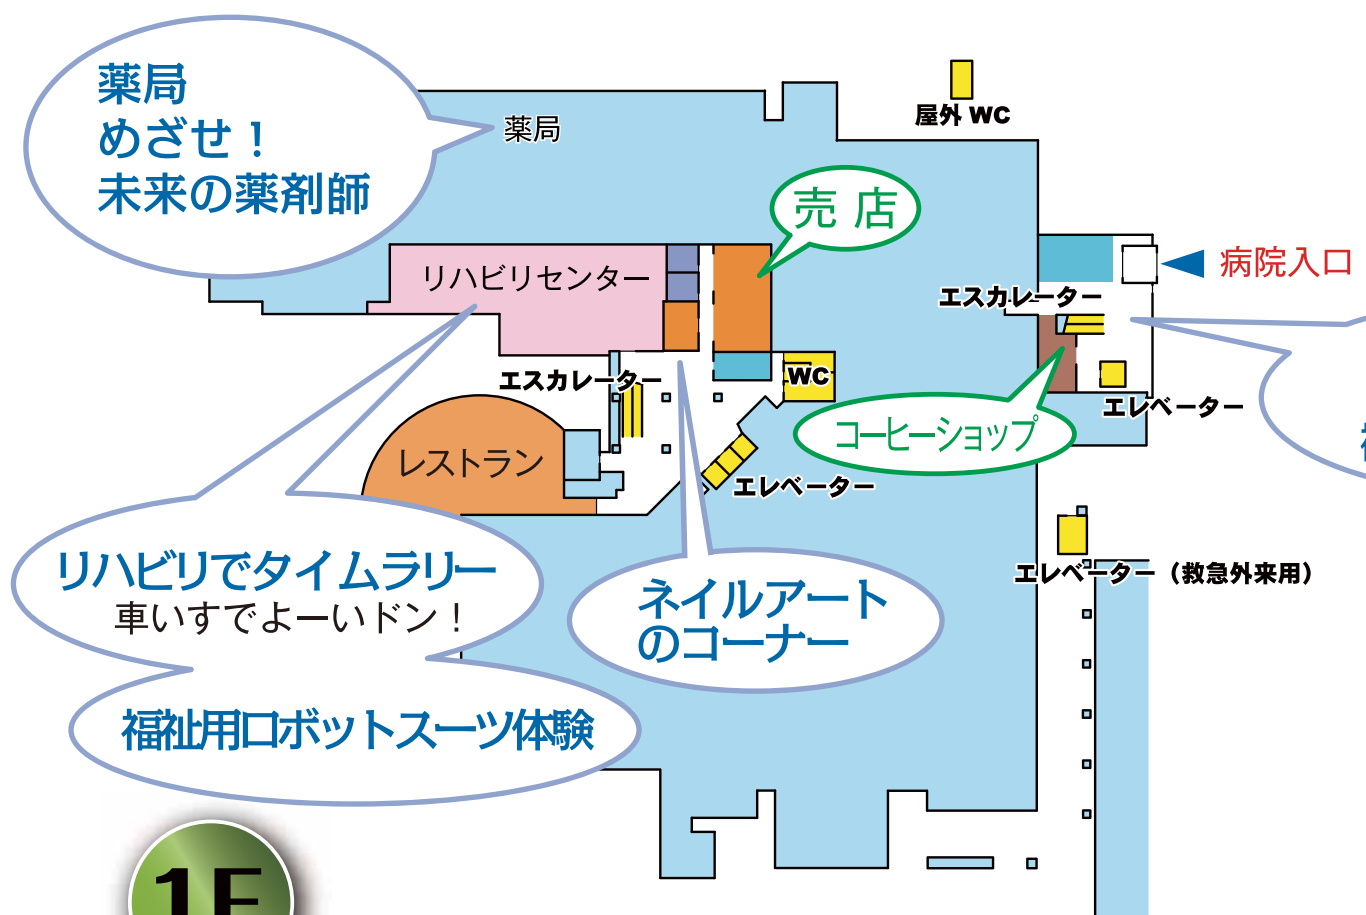 薬局
めざせ！
未来の薬剤師
薬局
屋外 WC
売 店
病院入口
リハビリセンター
エスカレーター
エスカレーター
WC
エレベーター
コーヒーショップ
レストラン
エレベーター
リハビリでタイムラリー
車いすでよーいドン！
ネイルアート
のコーナー
エレベーター（救急外来用）
福祉用ロボットスーツ体験
1F